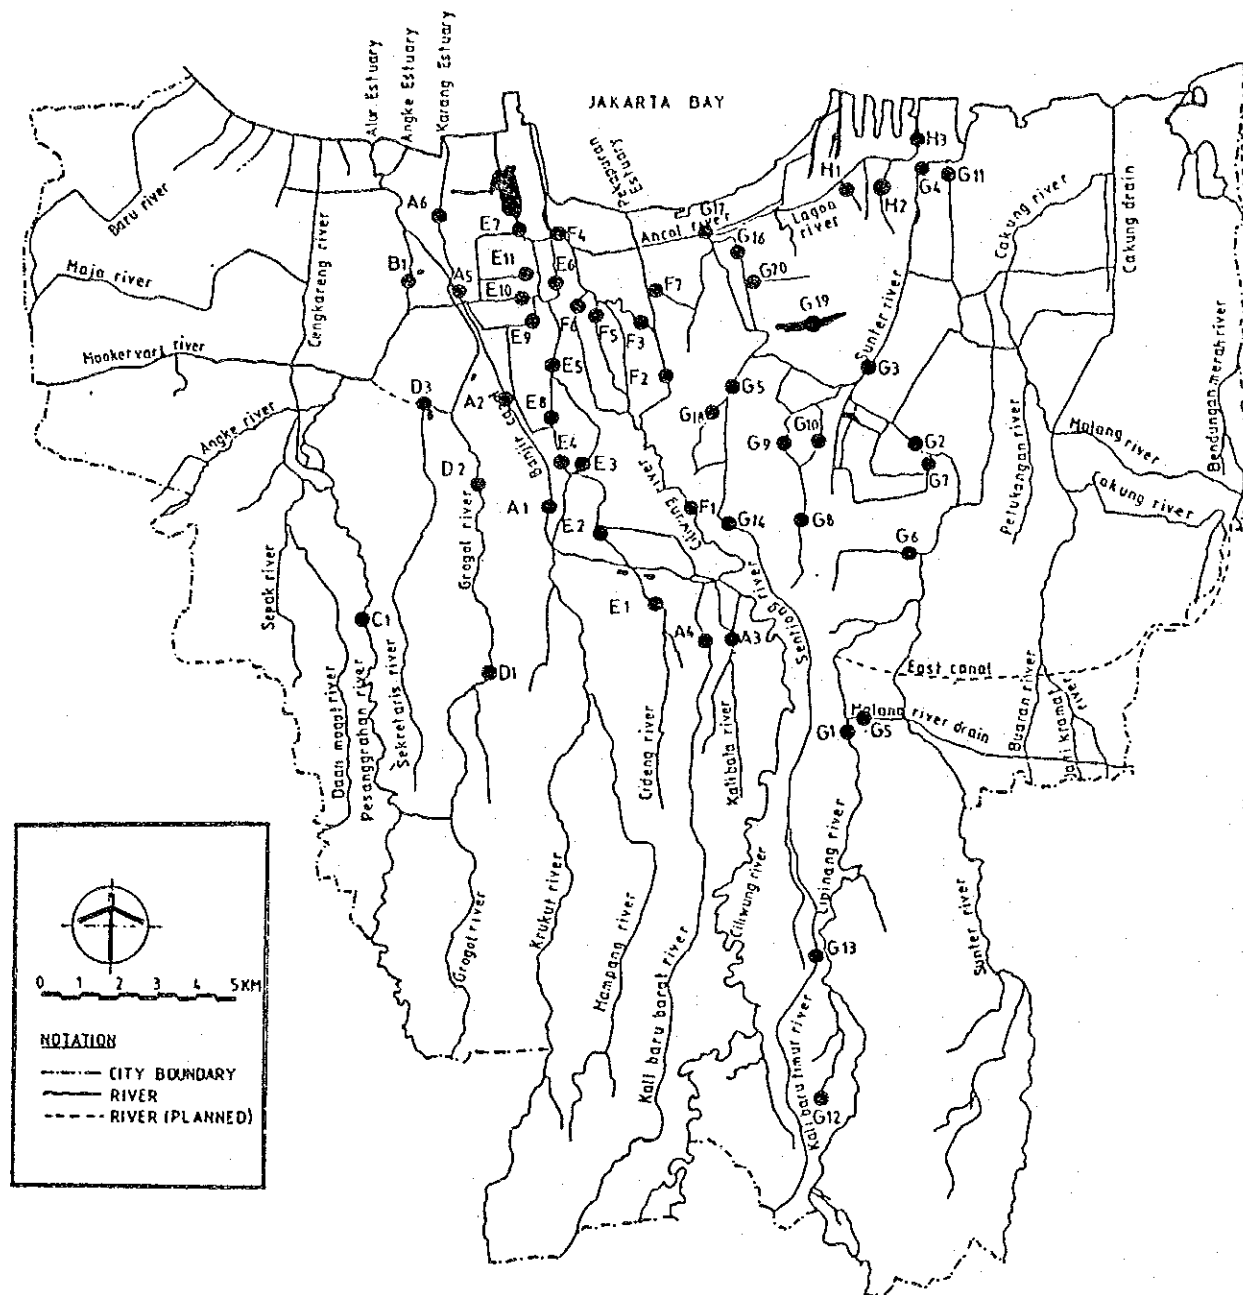 JAKARTA BAY
Alur Estuary
Angke Estuary
Karang Estuary
Estuary
H3
H1
H2
G4
G11
A6
E7
F4
G17
Ancol river
Lagoa river
G16
Baru river
Cengkareng river
Cakung river
Cakung drain
Maja river
B1
A5
E11
E10
E6
F7
G20
E9
F6
F5
F3
G19
Sunter river
Mookervart river
E5
F2
G5
G3
Bendungan merah river
D3
A2
Banjir canal
E8
G18
Angke river
E4
E3
G9
G10
G2
G7
Petukangan river
Malang river
Cakung river
D2
Grogol river
A1
E2
Ciliwung river
F1
G14
G8
G6
Sepak river
C1
E1
A4
A3
Sentiong river
East canal
D1
Daan mogot river
Pesanggrahan river
Sekretaris river
Cideng river
Kalibata river
G1
G5
Malang river drain
Buaran river
Jati kramat river
Grogol river
Krukut river
Mampang river
Kali baru barat river
Ciliwung river
Cipinang river
Sunter river
G13
Kali baru timur river
G12
0 1 2 3 4 5 KM
NOTATION
CITY BOUNDARY
RIVER
RIVER (PLANNED)